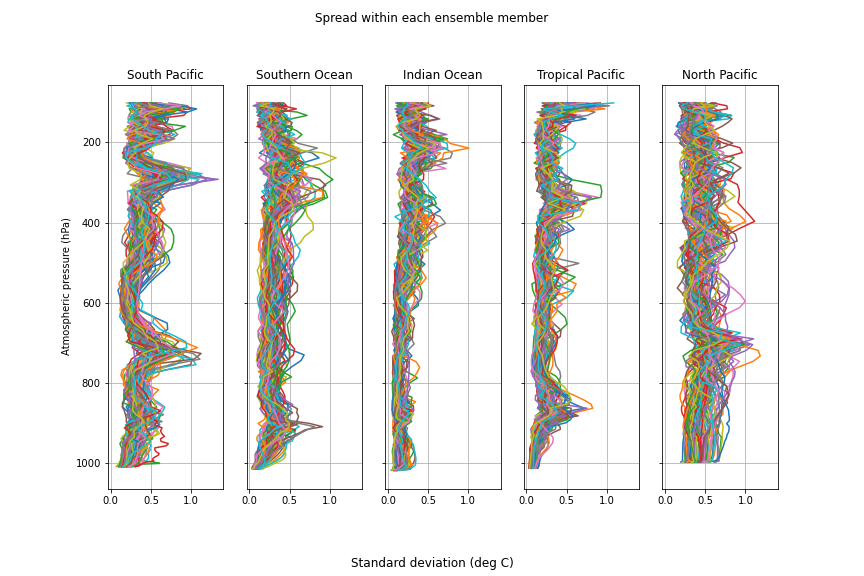 Spread within each ensemble member
South Pacific
Southern Ocean
Indian Ocean
Tropical Pacific
North Pacific
Atmospheric pressure (hPa)
200
400
600
800
1000
0.0 0.5 1.0
0.0 0.5 1.0
0.0 0.5 1.0
0.0 0.5 1.0
0.0 0.5 1.0
Standard deviation (deg C)